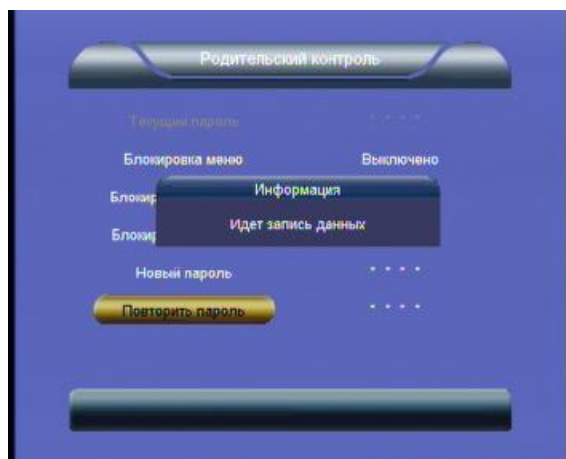 Родительский контроль
Текущий пароль * * * *
Блокировка меню Выключено
Информация
Идет запись данных
Новый пароль * * * *
Повторить пароль * * * *